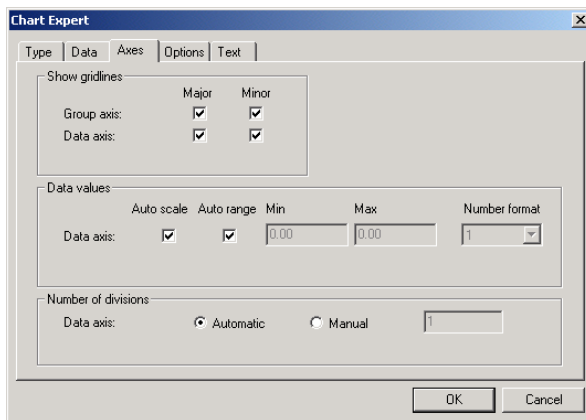 Chart Expert
Type Data Axes Options Text
Show gridlines
Major Minor
Group axis:
Data axis:
Data values
Auto scale Auto range Min Max Number format
Data axis: 0.00 0.00 1
Number of divisions
Data axis: Automatic Manual 1
OK Cancel